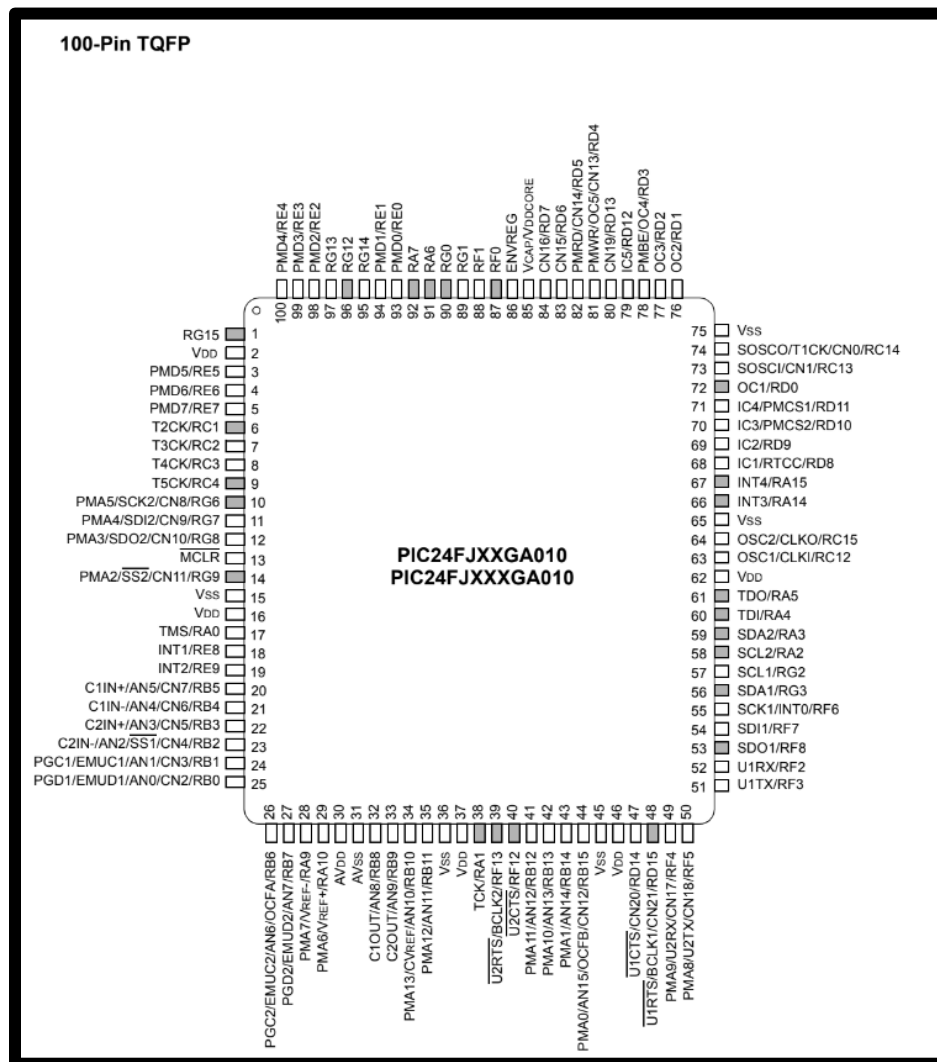 100-Pin TQFP
PMD4/RE4
PMD3/RE3
PMD2/RE2
RG13
RG12
RG14
PMD1/RE1
PMD0/RE0
RA7
RA6
RG0
RG1
RF1
RF0
ENVREG
VCAP/VDDCORE
CN16/RD7
CN15/RD6
PMRD/CN14/RD5
PMWR/OC5/CN13/RD4
CN19/RD13
IC5/RD12
PMBE/OC4/RD3
OC3/RD2
OC2/RD1
100 99 98 97 96 95 94 93 92 91 90 89 88 87 86 85 84 83 82 81 80 79 78 77 76
RG15 1
VDD 2
PMD5/RE5 3
PMD6/RE6 4
PMD7/RE7 5
T2CK/RC1 6
T3CK/RC2 7
T4CK/RC3 8
T5CK/RC4 9
PMA5/SCK2/CN8/RG6 10
PMA4/SDI2/CN9/RG7 11
PMA3/SDO2/CN10/RG8 12
MCLR 13
PMA2/SS2/CN11/RG9 14
VSS 15
VDD 16
TMS/RA0 17
INT1/RE8 18
INT2/RE9 19
C1IN+/AN5/CN7/RB5 20
C1IN-/AN4/CN6/RB4 21
C2IN+/AN3/CN5/RB3 22
C2IN-/AN2/SS1/CN4/RB2 23
PGC1/EMUC1/AN1/CN3/RB1 24
PGD1/EMUD1/AN0/CN2/RB0 25
PIC24FJXXGA010
PIC24FJXXXGA010
75 VSS
74 SOSCO/T1CK/CN0/RC14
73 SOSCI/CN1/RC13
72 OC1/RD0
71 IC4/PMCS1/RD11
70 IC3/PMCS2/RD10
69 IC2/RD9
68 IC1/RTCC/RD8
67 INT4/RA15
66 INT3/RA14
65 VSS
64 OSC2/CLKO/RC15
63 OSC1/CLKI/RC12
62 VDD
61 TDO/RA5
60 TDI/RA4
59 SDA2/RA3
58 SCL2/RA2
57 SCL1/RG2
56 SDA1/RG3
55 SCK1/INT0/RF6
54 SDI1/RF7
53 SDO1/RF8
52 U1RX/RF2
51 U1TX/RF3
26 27 28 29 30 31 32 33 34 35 36 37 38 39 40 41 42 43 44 45 46 47 48 49 50
PGC2/EMUC2/AN6/OCFA/RB6
PGD2/EMUD2/AN7/RB7
PMA7/VREF-/RA9
PMA6/VREF+/RA10
AVDD
AVSS
C1OUT/AN8/RB8
C2OUT/AN9/RB9
PMA13/CVREF/AN10/RB10
PMA12/AN11/RB11
VSS
VDD
TCK/RA1
U2RTS/BCLK2/RF13
U2CTS/RF12
PMA11/AN12/RB12
PMA10/AN13/RB13
PMA1/AN14/RB14
PMA0/AN15/OCFB/CN12/RB15
VSS
VDD
U1CTS/CN20/RD14
U1RTS/BCLK1/CN21/RD15
PMA9/U2RX/CN17/RF4
PMA8/U2TX/CN18/RF5